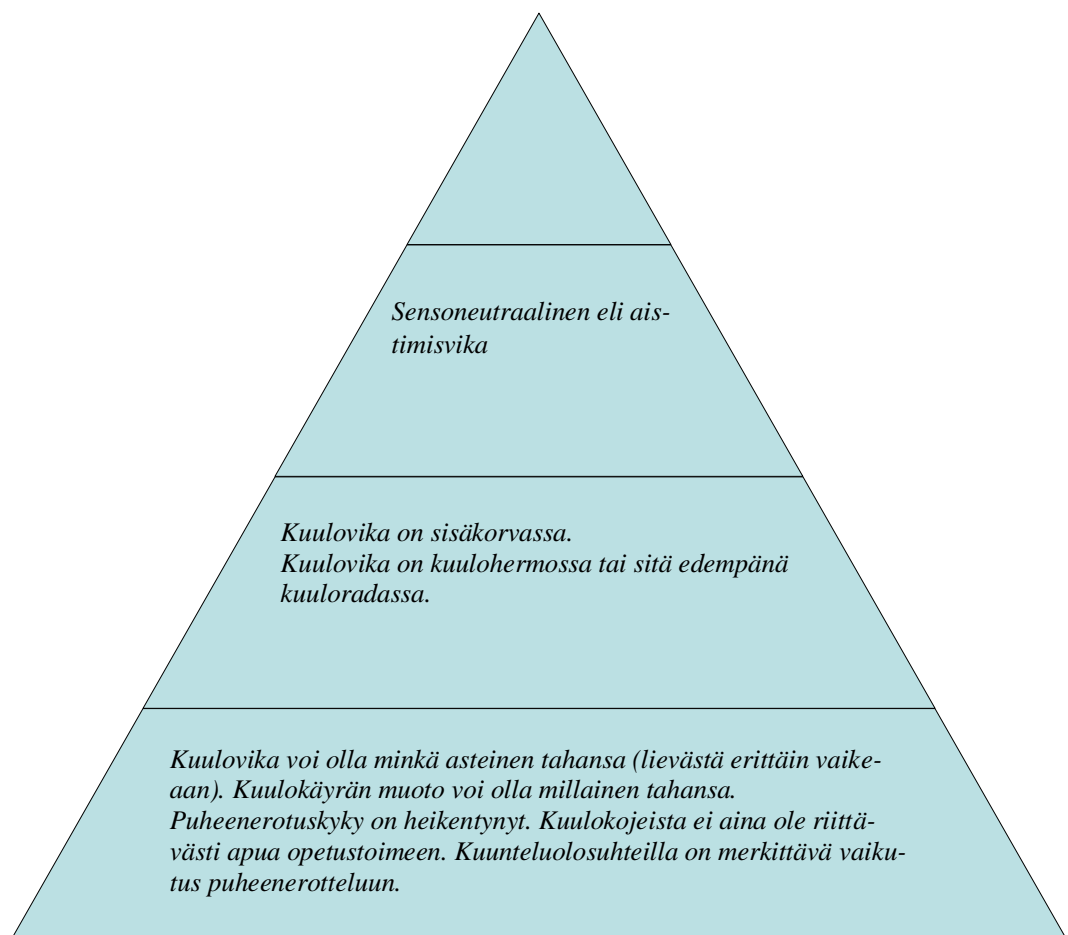 Sensoneutraalinen eli ais-
timisvika
Kuulovika on sisäkorvassa.
Kuulovika on kuulohermossa tai sitä edempänä
kuuloradassa.
Kuulovika voi olla minkä asteinen tahansa (lievästä erittäin vaike-
aan). Kuulokäyrän muoto voi olla millainen tahansa.
Puheenerotuskyky on heikentynyt. Kuulokojeista ei aina ole riittä-
västi apua opetustoimeen. Kuunteluolosuhteilla on merkittävä vaiku-
tus puheenerotteluun.